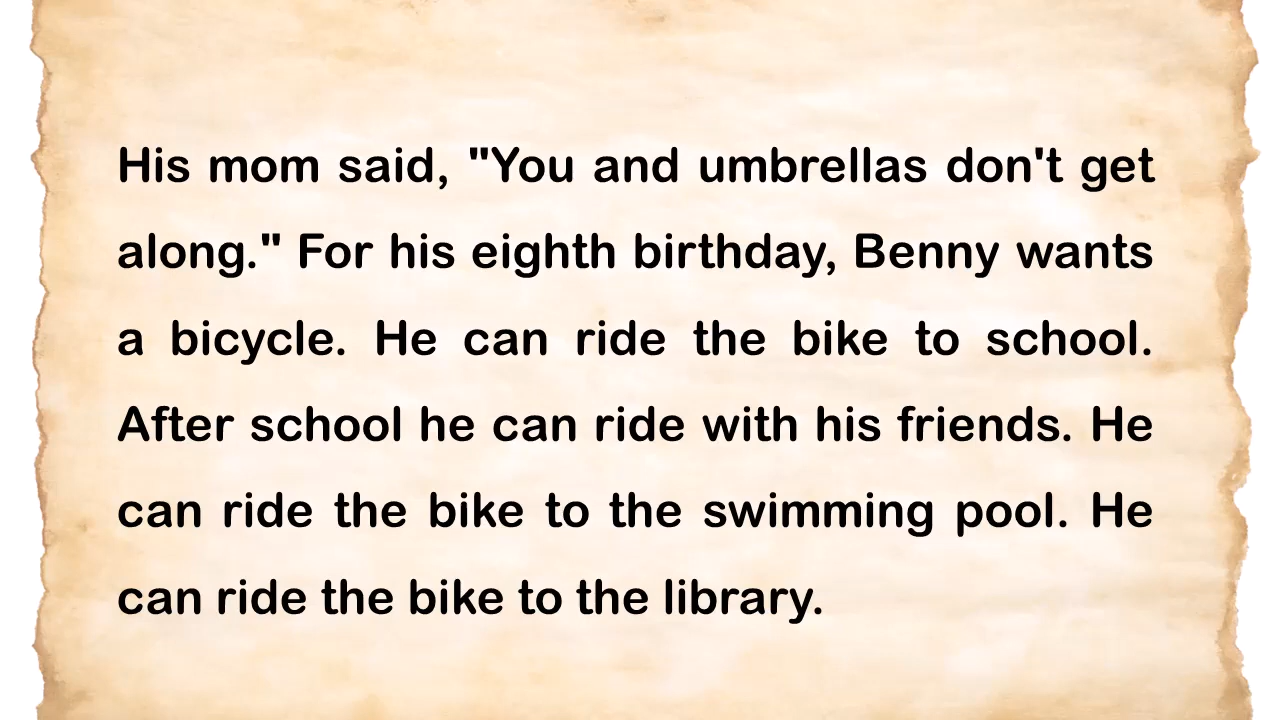 His mom said, "You and umbrellas don't get
along." For his eighth birthday, Benny wants
a bicycle. He can ride the bike to school.
After school he can ride with his friends. He
can ride the bike to the swimming pool. He
can ride the bike to the library.